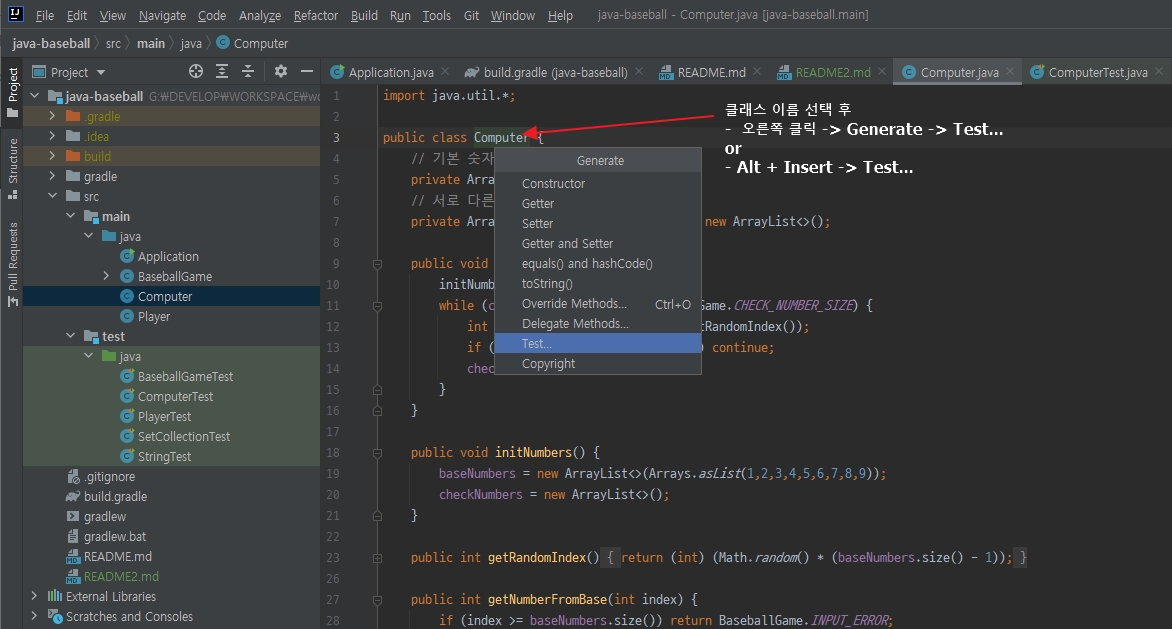 File Edit View Navigate Code Analyze Refactor Build Run Tools Git Window Help java-baseball - Computer.java [java-baseball.main]
java-baseball src main java Computer
Project
Application.java build.gradle (java-baseball) README.md README2.md Computer.java ComputerTest.java
Project
Structure
Pull Requests
java-baseball G:₩DEVELOP₩WORKSPACE₩wo
.gradle
.idea
build
gradle
src
main
java
Application
BaseballGame
Computer
Player
test
java
BaseballGameTest
ComputerTest
PlayerTest
SetCollectionTest
StringTest
.gitignore
build.gradle
gradlew
gradlew.bat
README.md
README2.md
External Libraries
Scratches and Consoles
1 import java.util.*;
2
3 public class Computer {
4 // 기본 숫자
5 private Arra
6 // 서로 다른
7 private Arra new ArrayList<>();
8
9 public void
10 initNumb
11 while (c Game.CHECK_NUMBER_SIZE) {
12 int tRandomIndex());
13 if ( ) continue;
14 chec
15 }
16 }
17
18 public void initNumbers() {
19 baseNumbers = new ArrayList<>(Arrays.asList(1,2,3,4,5,6,7,8,9));
20 checkNumbers = new ArrayList<>();
21 }
22
23 public int getRandomIndex() { return (int) (Math.random() * (baseNumbers.size() - 1)); }
26
27 public int getNumberFromBase(int index) {
28 if (index >= baseNumbers.size()) return BaseballGame.INPUT_ERROR;
Generate
Constructor
Getter
Setter
Getter and Setter
equals() and hashCode()
toString()
Override Methods... Ctrl+O
Delegate Methods...
Test...
Copyright
클래스 이름 선택 후
- 오른쪽 클릭 -> Generate -> Test...
or
- Alt + Insert -> Test...